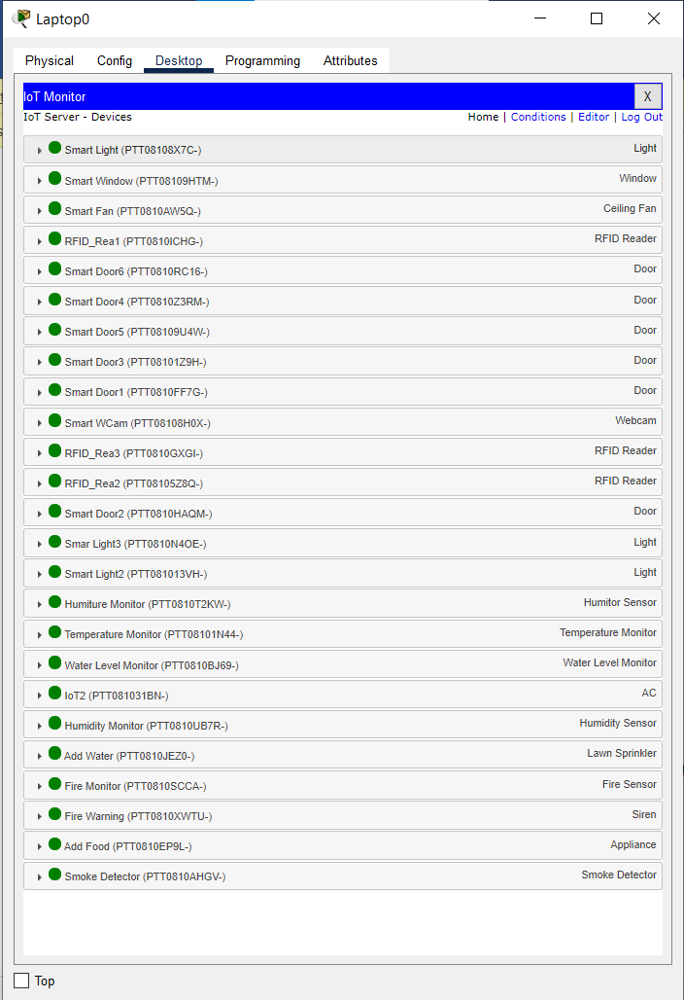 Laptop0
Physical Config Desktop Programming Attributes
IoT Monitor X
IoT Server - Devices Home | Conditions | Editor | Log Out
Smart Light (PTT08108X7C-) Light
Smart Window (PTT08109HTM-) Window
Smart Fan (PTT0810AW5Q-) Ceiling Fan
RFID_Rea1 (PTT0810ICHG-) RFID Reader
Smart Door6 (PTT0810RC16-) Door
Smart Door4 (PTT0810Z3RM-) Door
Smart Door5 (PTT08109U4W-) Door
Smart Door3 (PTT08101Z9H-) Door
Smart Door1 (PTT0810FF7G-) Door
Smart WCam (PTT08108H0X-) Webcam
RFID_Rea3 (PTT0810GXGI-) RFID Reader
RFID_Rea2 (PTT08105Z8Q-) RFID Reader
Smart Door2 (PTT0810HAQM-) Door
Smar Light3 (PTT0810N4OE-) Light
Smart Light2 (PTT081013VH-) Light
Humiture Monitor (PTT0810T2KW-) Humitor Sensor
Temperature Monitor (PTT08101N44-) Temperature Monitor
Water Level Monitor (PTT0810BJ69-) Water Level Monitor
IoT2 (PTT081031BN-) AC
Humidity Monitor (PTT0810UB7R-) Humidity Sensor
Add Water (PTT0810JEZ0-) Lawn Sprinkler
Fire Monitor (PTT0810SCCA-) Fire Sensor
Fire Warning (PTT0810XWTU-) Siren
Add Food (PTT0810EP9L-) Appliance
Smoke Detector (PTT0810AHGV-) Smoke Detector
Top